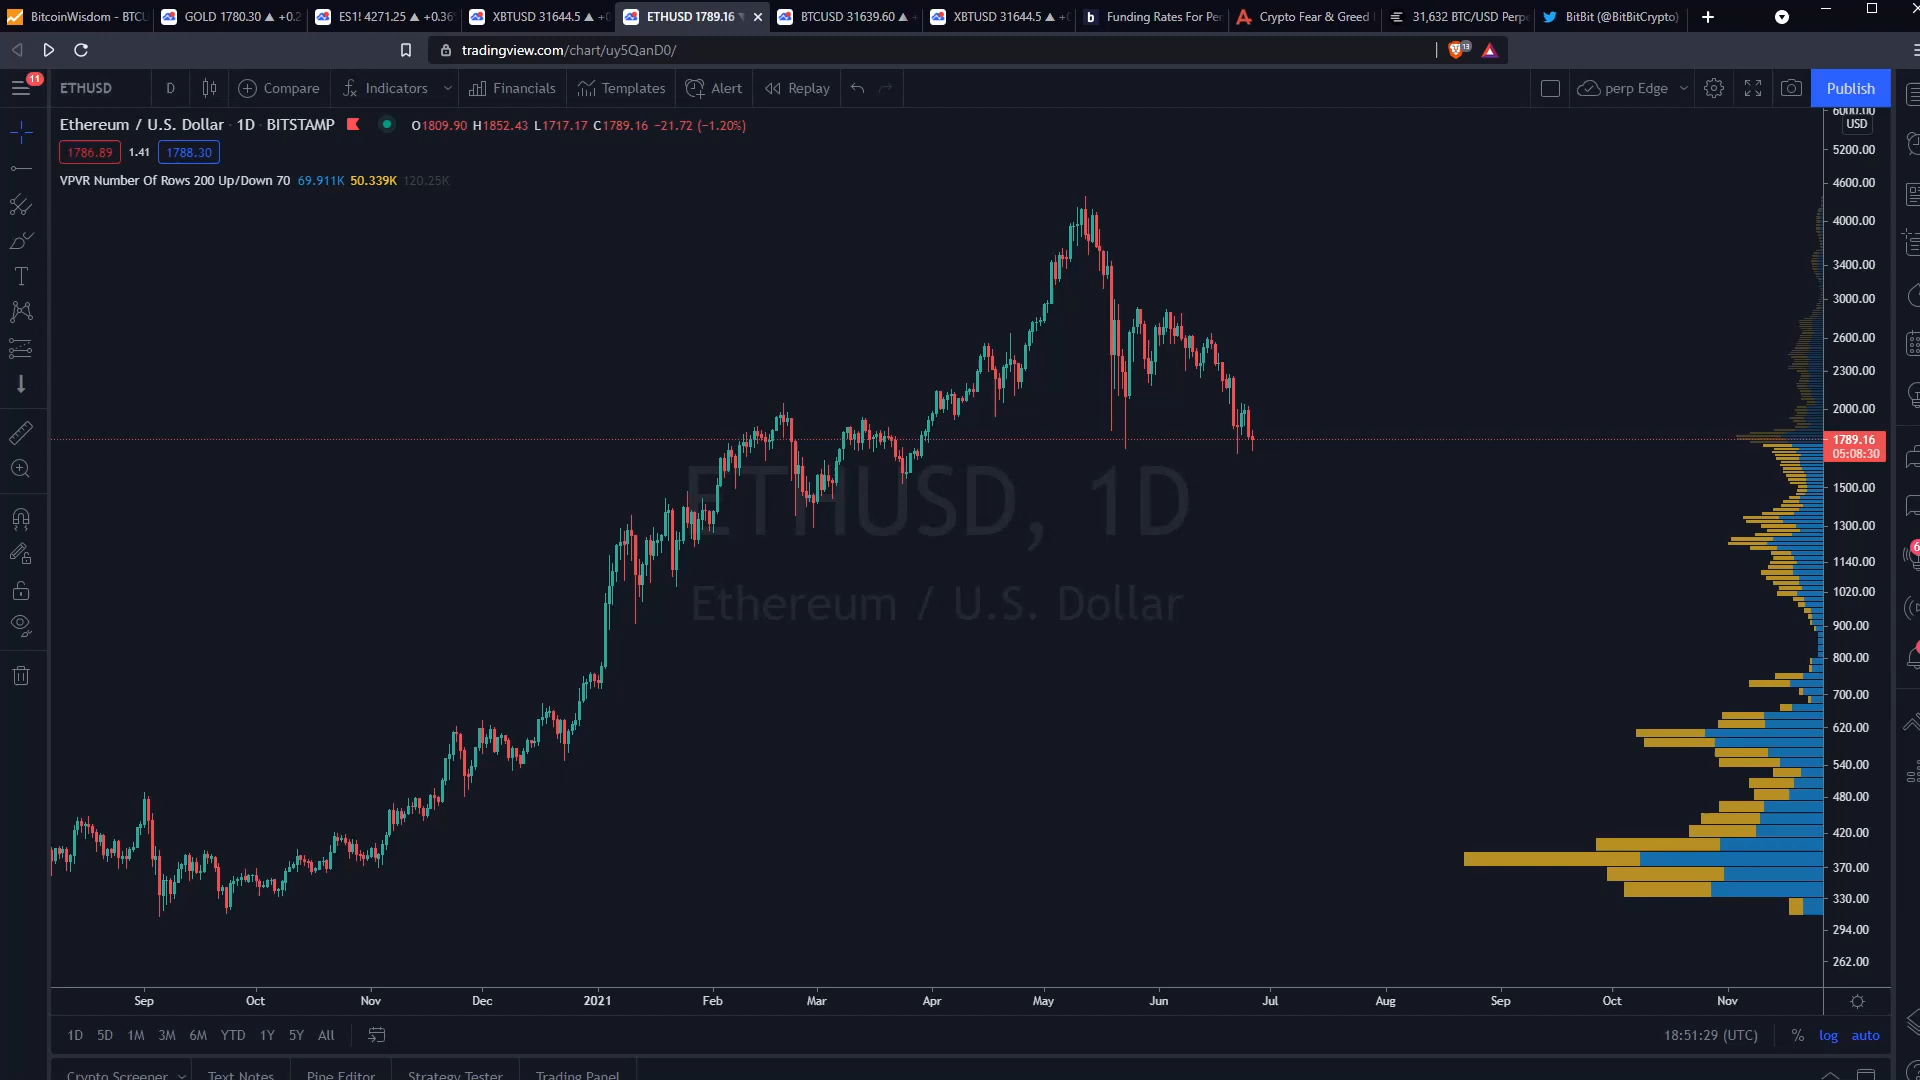 BitcoinWisdom - BTCU
GOLD 1780.30 ▲ +0.2
ES1! 4271.25 ▲ +0.36
XBTUSD 31644.5 ▲ +0
ETHUSD 1789.16 ▼
BTCUSD 31639.60 ▲
XBTUSD 31644.5 ▲ +0
Funding Rates For Per
Crypto Fear & Greed
31,632 BTC/USD Perpe
BitBit (@BitBitCrypto)
tradingview.com/chart/uy5QanD0/
13
11
ETHUSD D Compare Indicators Financials Templates Alert Replay perp Edge Publish
Ethereum / U.S. Dollar · 1D · BITSTAMP O1809.90 H1852.43 L1717.17 C1789.16 −21.72 (−1.20%)
1786.89 1.41 1788.30
VPVR Number Of Rows 200 Up/Down 70 69.911K 50.339K 120.25K
6000.00
USD
5200.00
4600.00
4000.00
3400.00
3000.00
2600.00
2300.00
2000.00
1789.16
05:08:30
1500.00
1300.00
1140.00
1020.00
900.00
800.00
700.00
620.00
540.00
480.00
420.00
370.00
330.00
294.00
262.00
ETHUSD, 1D
Ethereum / U.S. Dollar
Sep Oct Nov Dec 2021 Feb Mar Apr May Jun Jul Aug Sep Oct Nov
1D 5D 1M 3M 6M YTD 1Y 5Y All 18:51:29 (UTC) % log auto
Crypto Screener Text Notes Pine Editor Strategy Tester Trading Panel